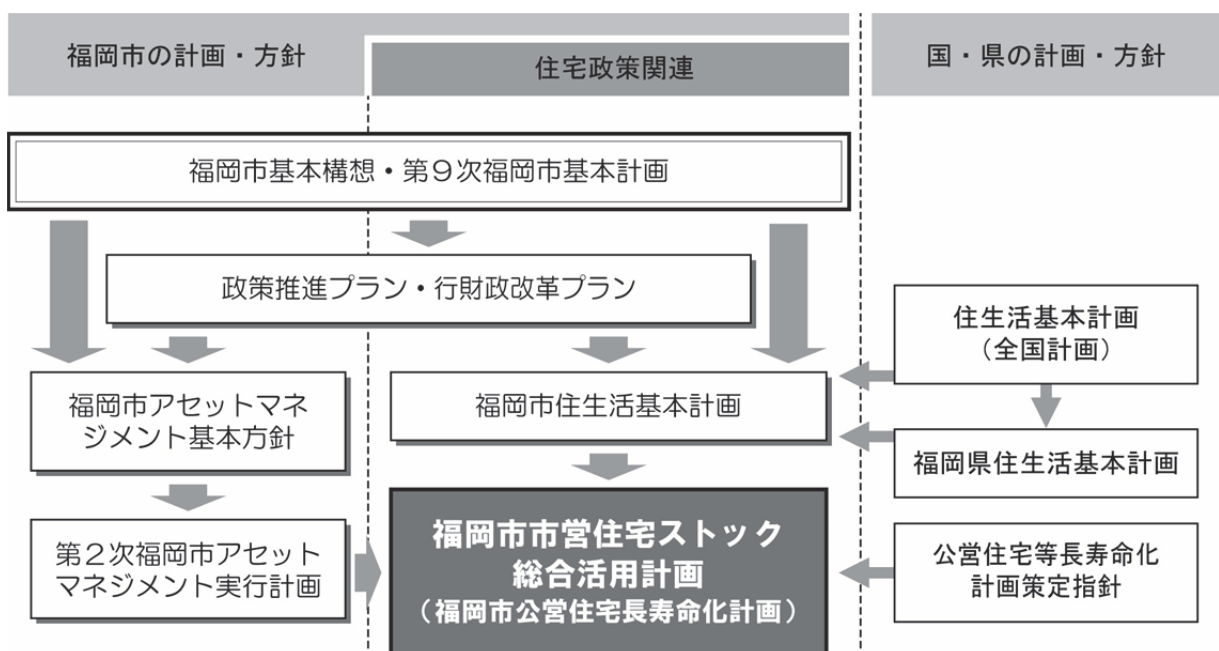 福岡市の計画・方針
住宅政策関連
国・県の計画・方針
福岡市基本構想・第９次福岡市基本計画
政策推進プラン・行財政改革プラン
住生活基本計画
（全国計画）
福岡市アセットマネ
ジメント基本方針
福岡市住生活基本計画
福岡県住生活基本計画
第２次福岡市アセット
マネジメント実行計画
福岡市市営住宅ストック
総合活用計画
（福岡市公営住宅長寿命化計画）
公営住宅等長寿命化
計画策定指針